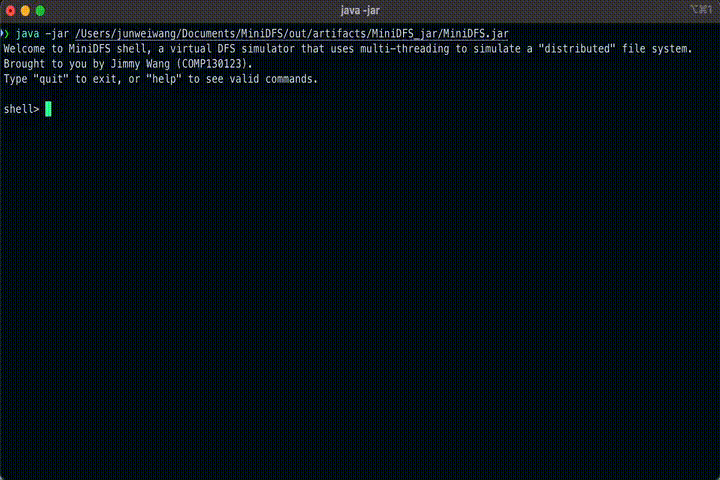 java -jar
⌥⌘1
❯ java -jar /Users/junweiwang/Documents/MiniDFS/out/artifacts/MiniDFS_jar/MiniDFS.jar
Welcome to MiniDFS shell, a virtual DFS simulator that uses multi-threading to simulate a "distributed" file system.
Brought to you by Jimmy Wang (COMP130123).
Type "quit" to exit, or "help" to see valid commands.
shell>